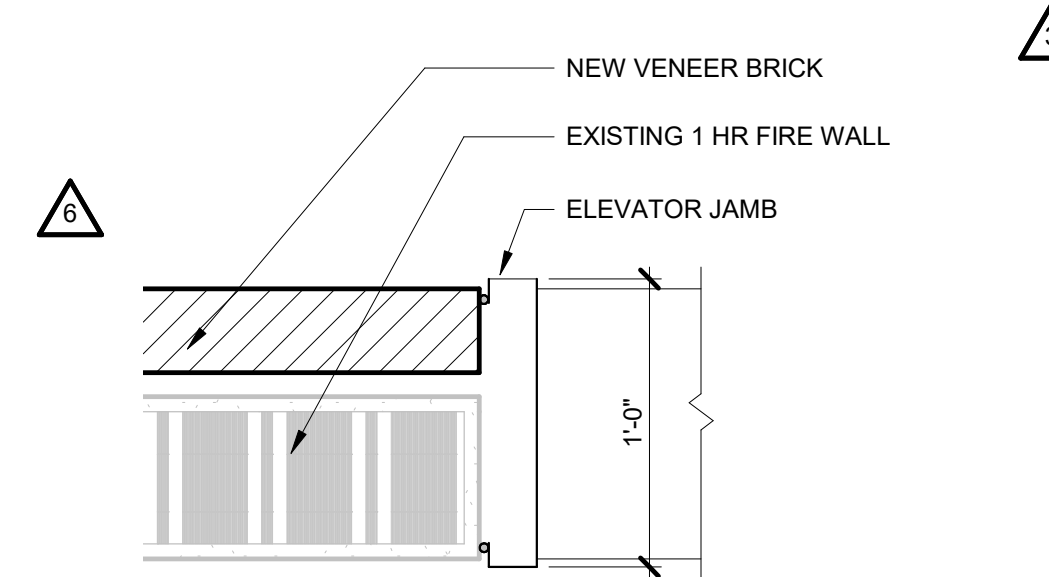 NEW VENEER BRICK
EXISTING 1 HR FIRE WALL
6
ELEVATOR JAMB
1'-0"